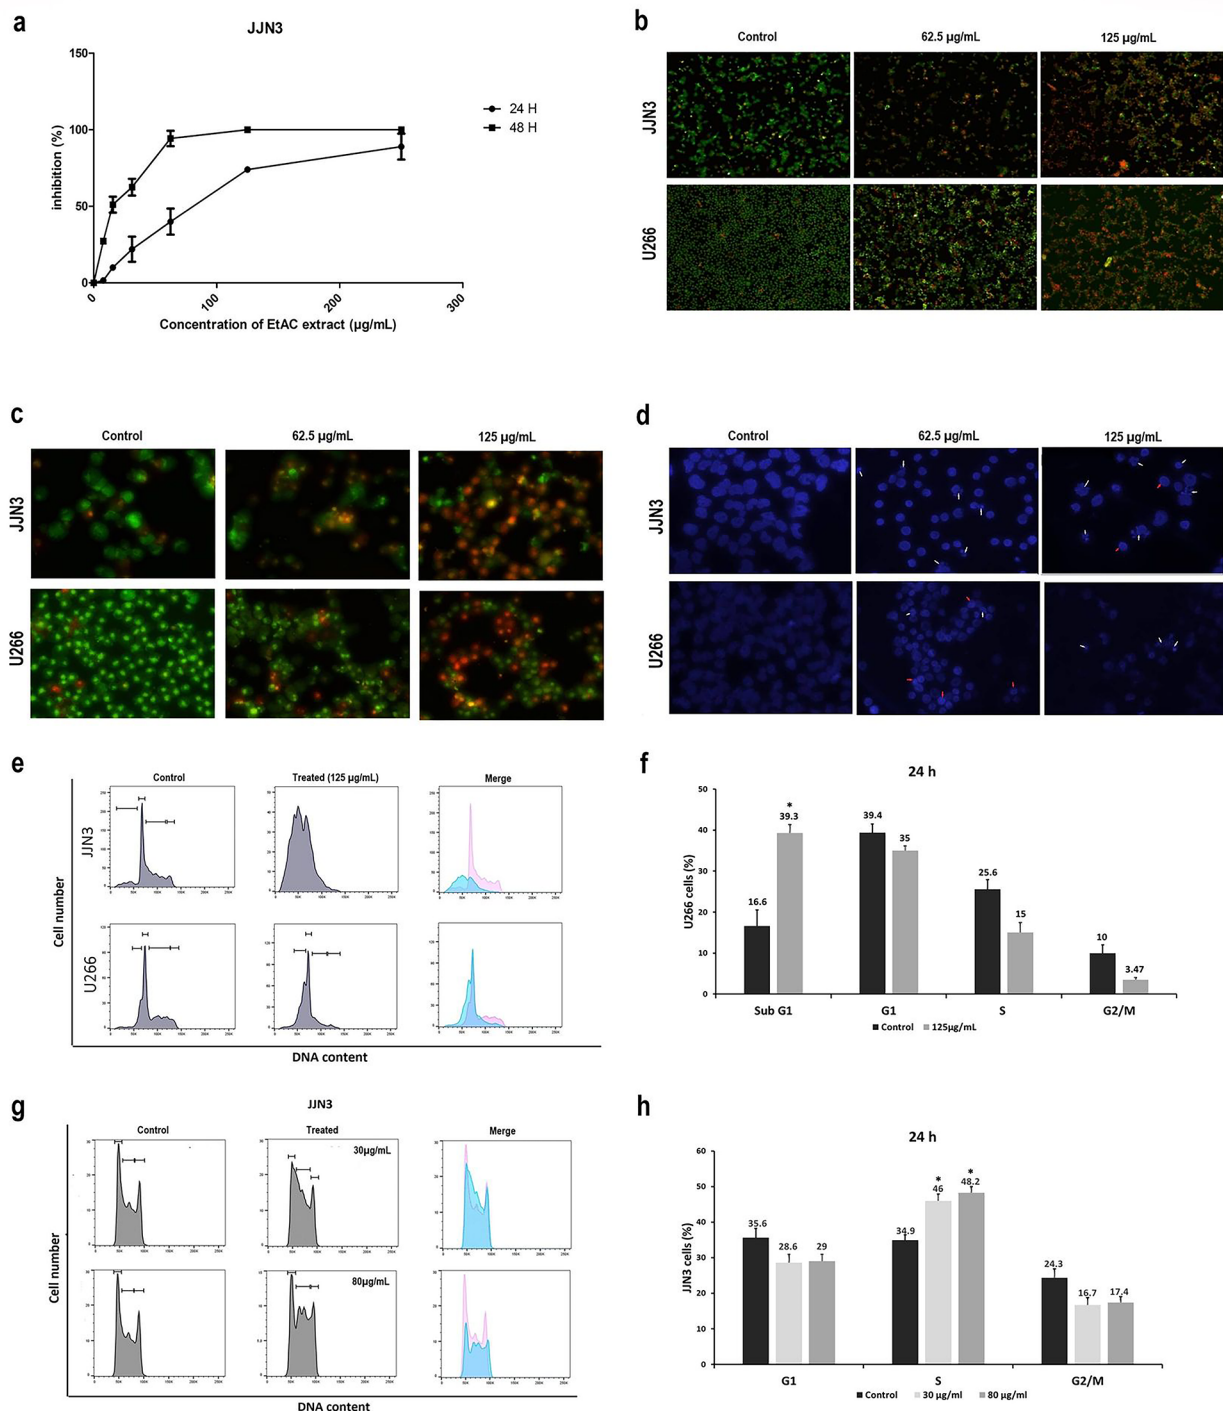 a
JJN3
150
100
50
0
0
100
200
300
inhibition (%)
Concentration of EtAC extract (µg/mL)
24 H
48 H
b
Control
62.5 µg/mL
125 µg/mL
JJN3
U266
c
Control
62.5 µg/mL
125 µg/mL
JJN3
U266
d
Control
62.5 µg/mL
125 µg/mL
JJN3
U266
e
Control
Treated (125 µg/mL)
Merge
JJN3
U266
Cell number
DNA content
f
24 h
50
40
30
20
10
0
U266 cells (%)
*
16.6
39.3
39.4
35
25.6
15
10
3.47
Sub G1
G1
S
G2/M
Control
125µg/mL
g
JJN3
Control
Treated
Merge
30µg/mL
80µg/mL
Cell number
DNA content
h
24 h
60
50
40
30
20
10
0
JJN3 cells (%)
* *
35.6
28.6
29
34.9
46
48.2
24.3
16.7
17.4
G1
S
G2/M
Control
30 µg/ml
80 µg/ml